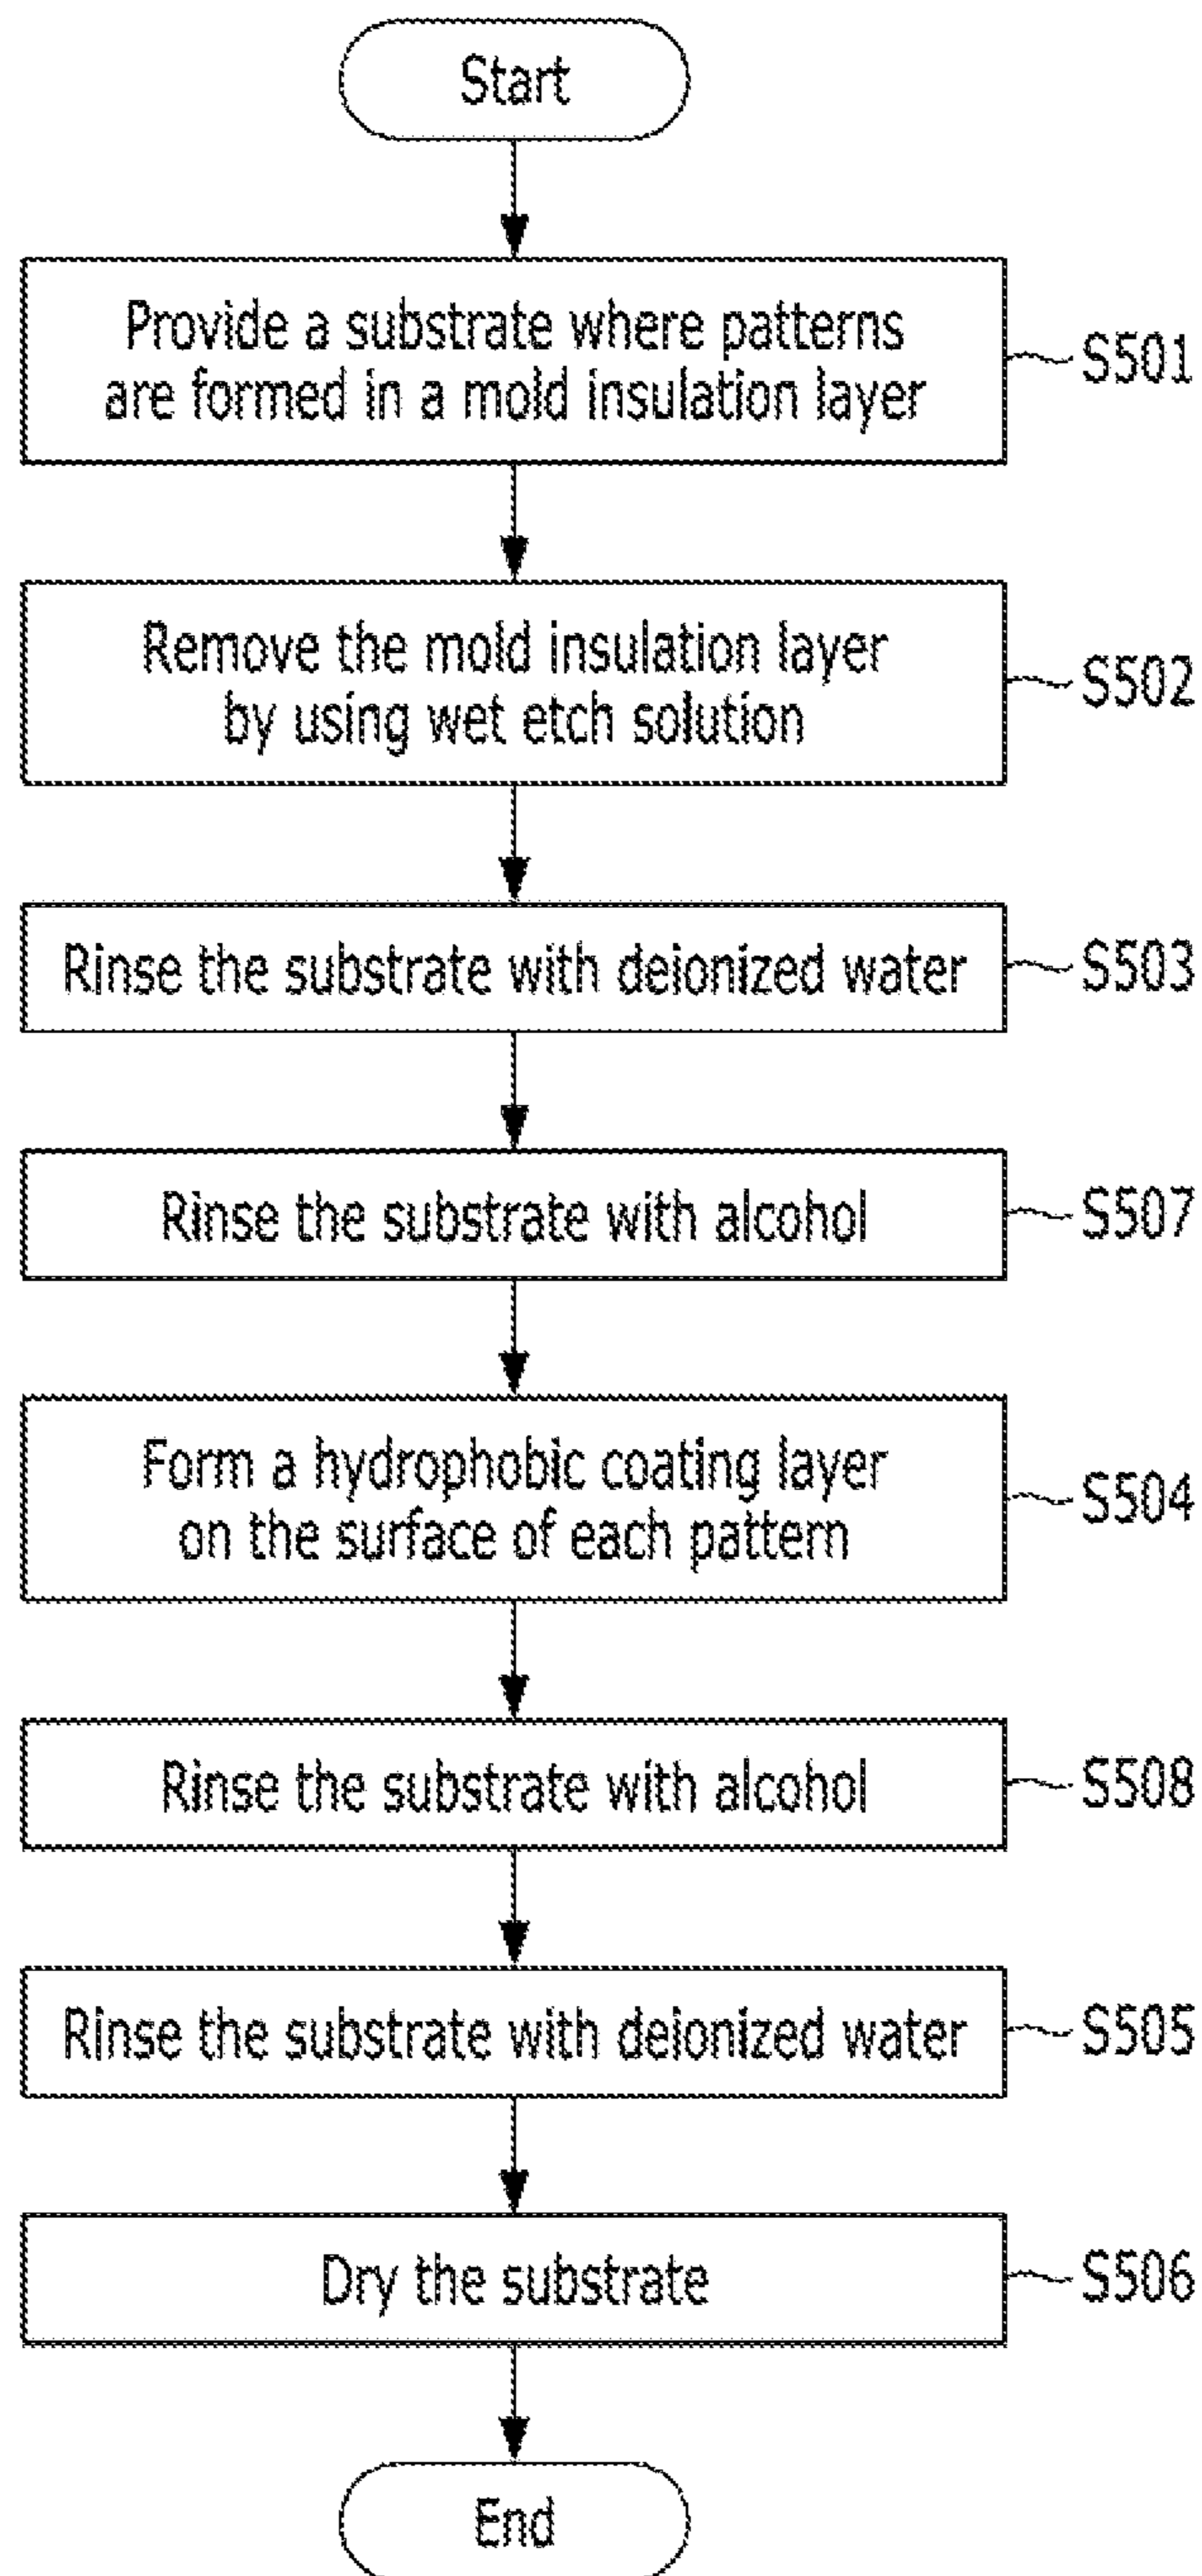 Start
Provide a substrate where patterns
are formed in a mold insulation layer
S501
Remove the mold insulation layer
by using wet etch solution
S502
Rinse the substrate with deionized water
S503
Rinse the substrate with alcohol
S507
Form a hydrophobic coating layer
on the surface of each pattern
S504
Rinse the substrate with alcohol
S508
Rinse the substrate with deionized water
S505
Dry the substrate
S506
End